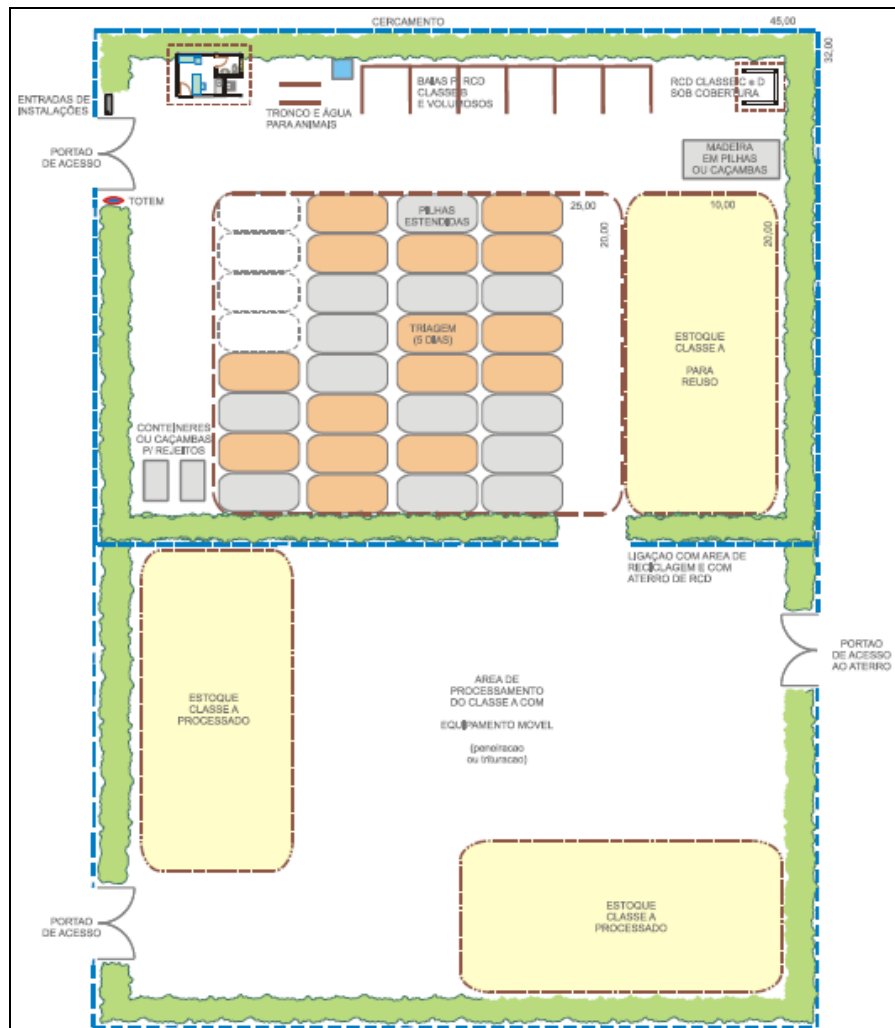 CERCAMENTO
45,00
32,00
ENTRADAS DE
INSTALAÇÕES
TRONCO E ÁGUA
PARA ANIMAIS
BAIAS P/ RCD
CLASSE B
E VOLUMOSOS
RCD CLASSE C e D
SOB COBERTURA
PORTAO
DE ACESSO
MADEIRA
EM PILHAS
OU CAÇAMBAS
TOTEM
PILHAS
ESTENDIDAS
25,00
20,00
10,00
20,00
TRIAGEM
(5 DIAS)
ESTOQUE
CLASSE A
PARA
REUSO
CONTEÍNERES
OU CAÇAMBAS
P/ REJEITOS
LIGAÇAO COM AREA DE
RECICLAGEM E COM
ATERRO DE RCD
PORTAO
DE ACESSO
AO ATERRO
AREA DE
PROCESSAMENTO
DO CLASSE A COM
EQUIPAMENTO MOVEL
(peneiracao
ou trituracao)
ESTOQUE
CLASSE A
PROCESSADO
ESTOQUE
CLASSE A
PROCESSADO
PORTAO
DE ACESSO